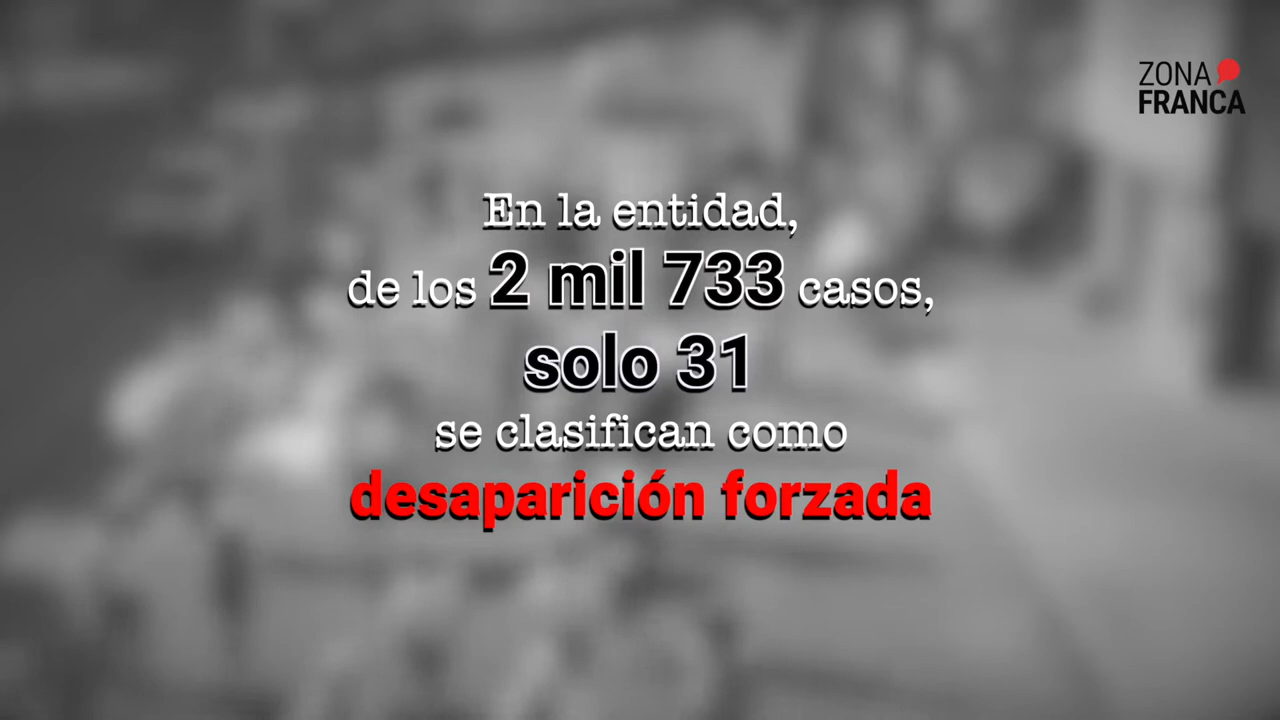 ZONA
FRANCA
En la entidad,
de los 2 mil 733 casos,
solo 31
se clasifican como
desaparición forzada